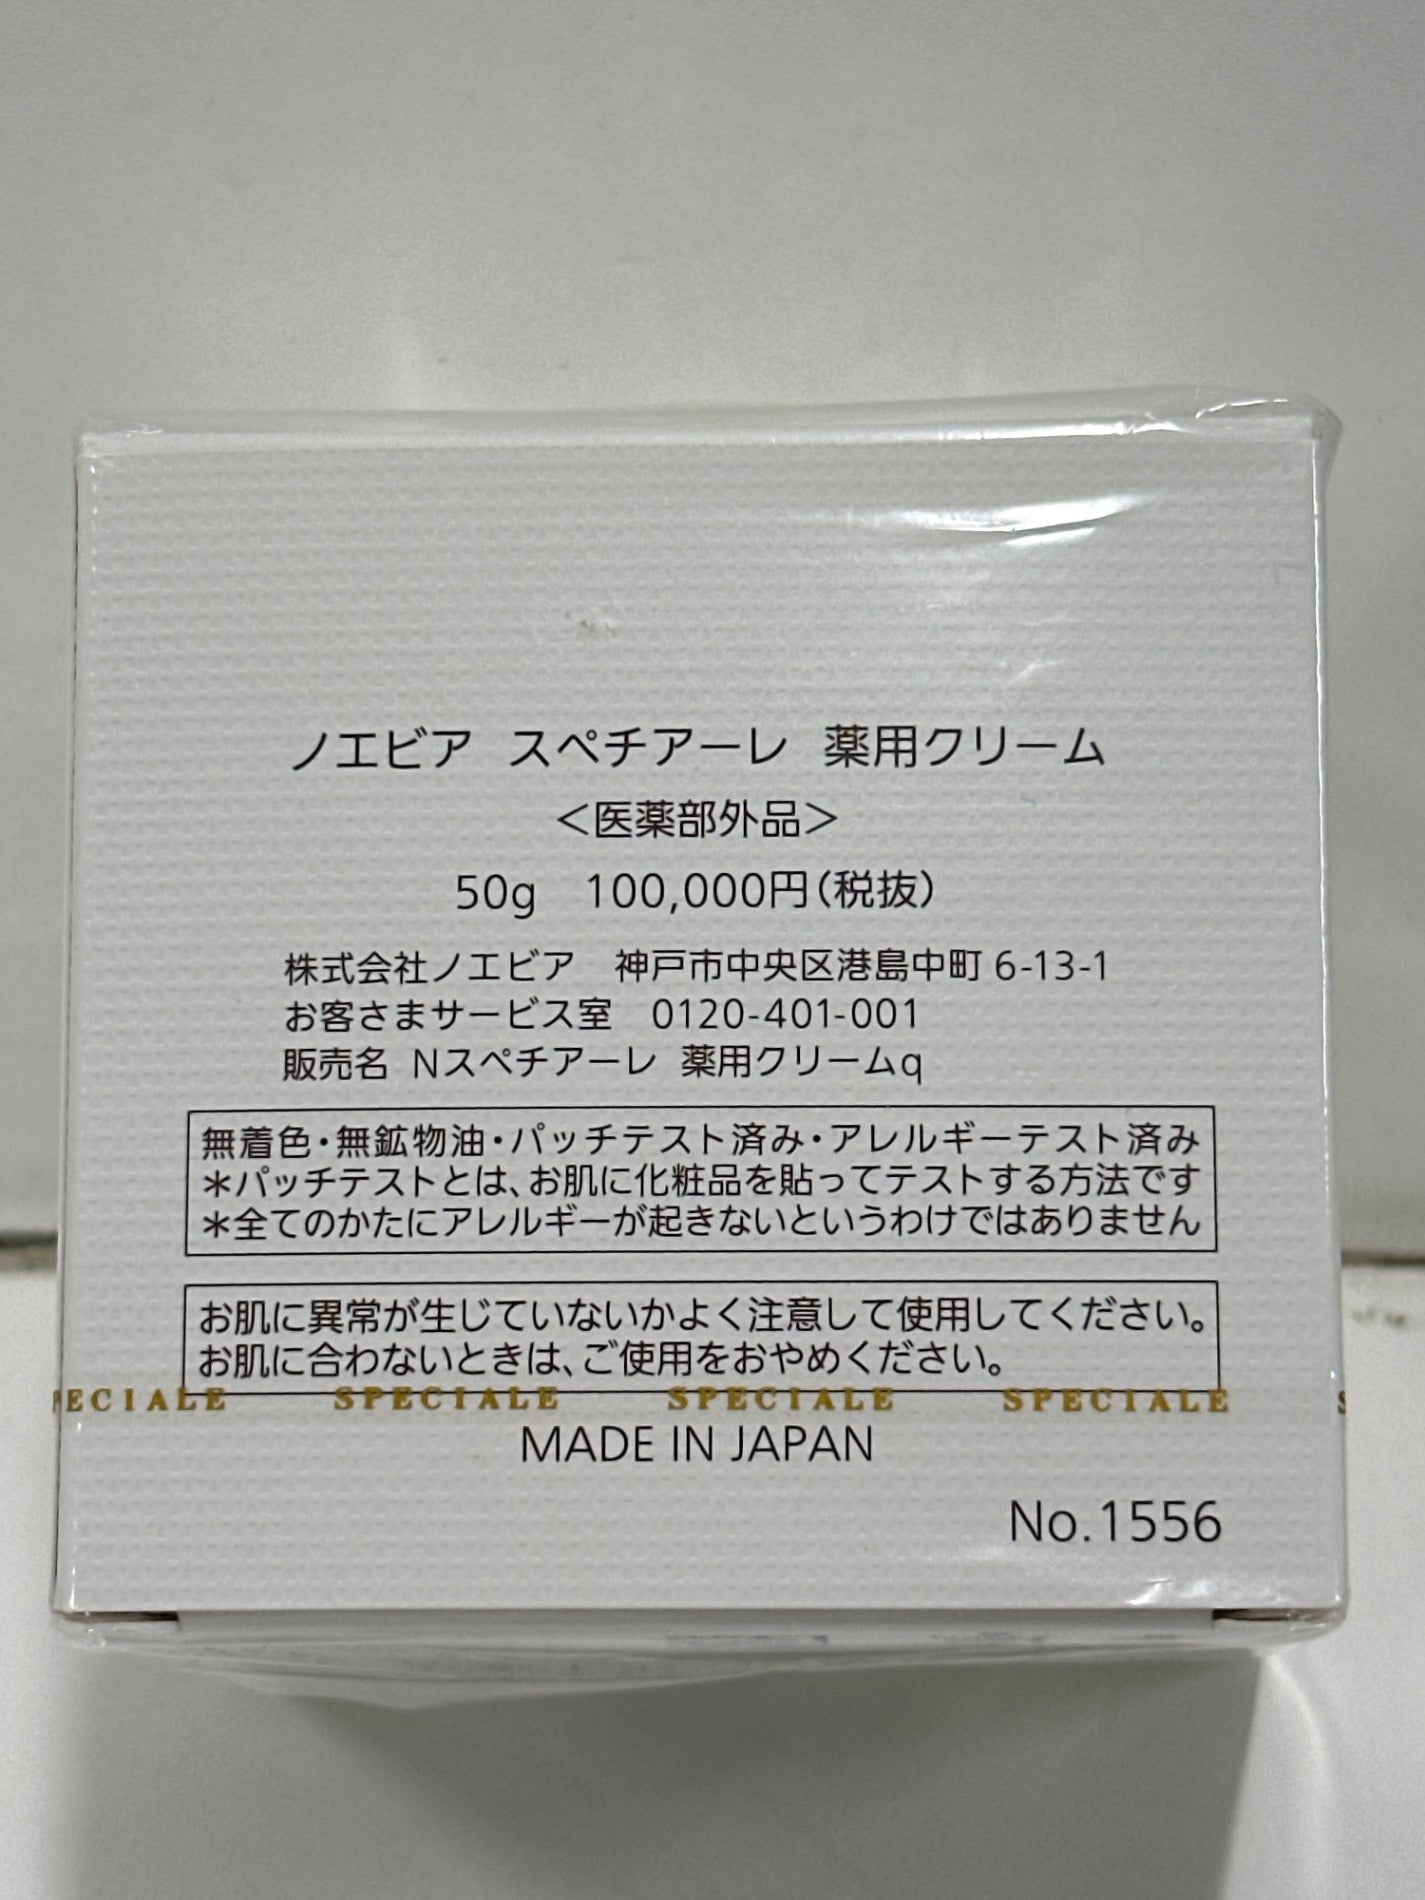 ノエビア スペチアーレ 薬用クリーム
＜医薬部外品＞
50g 100,000円（税抜）
株式会社ノエビア 神戸市中央区港島中町 6-13-1
お客さまサービス室 0120-401-001
販売名 Nスペチアーレ 薬用クリームq
無着色・無鉱物油・パッチテスト済み・アレルギーテスト済み
＊パッチテストとは、お肌に化粧品を貼ってテストする方法です
＊全てのかたにアレルギーが起きないというわけではありません
お肌に異常が生じていないかよく注意して使用してください。
お肌に合わないときは、ご使用をおやめください。
PECIALE SPECIALE SPECIALE SPECIALE S
MADE IN JAPAN
No.1556